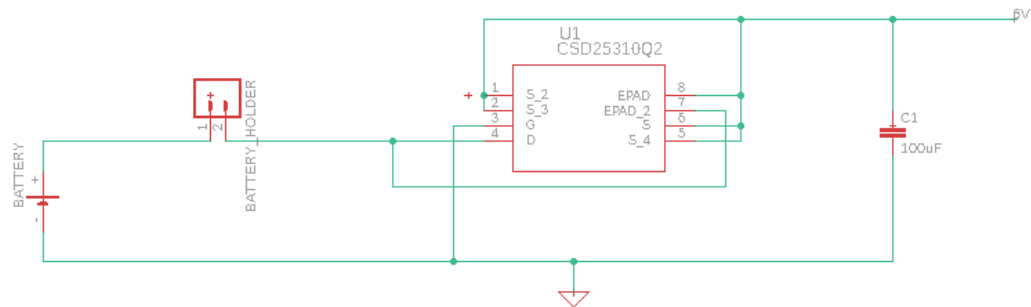 5V
U1
CSD25310Q2
+
1 S_2 EPAD 8
2 S_3 EPAD_2 7
3 G S 6
4 D S_4 5
+
1 2
BATTERY_HOLDER
BATTERY
+
-
C1
+
100uF